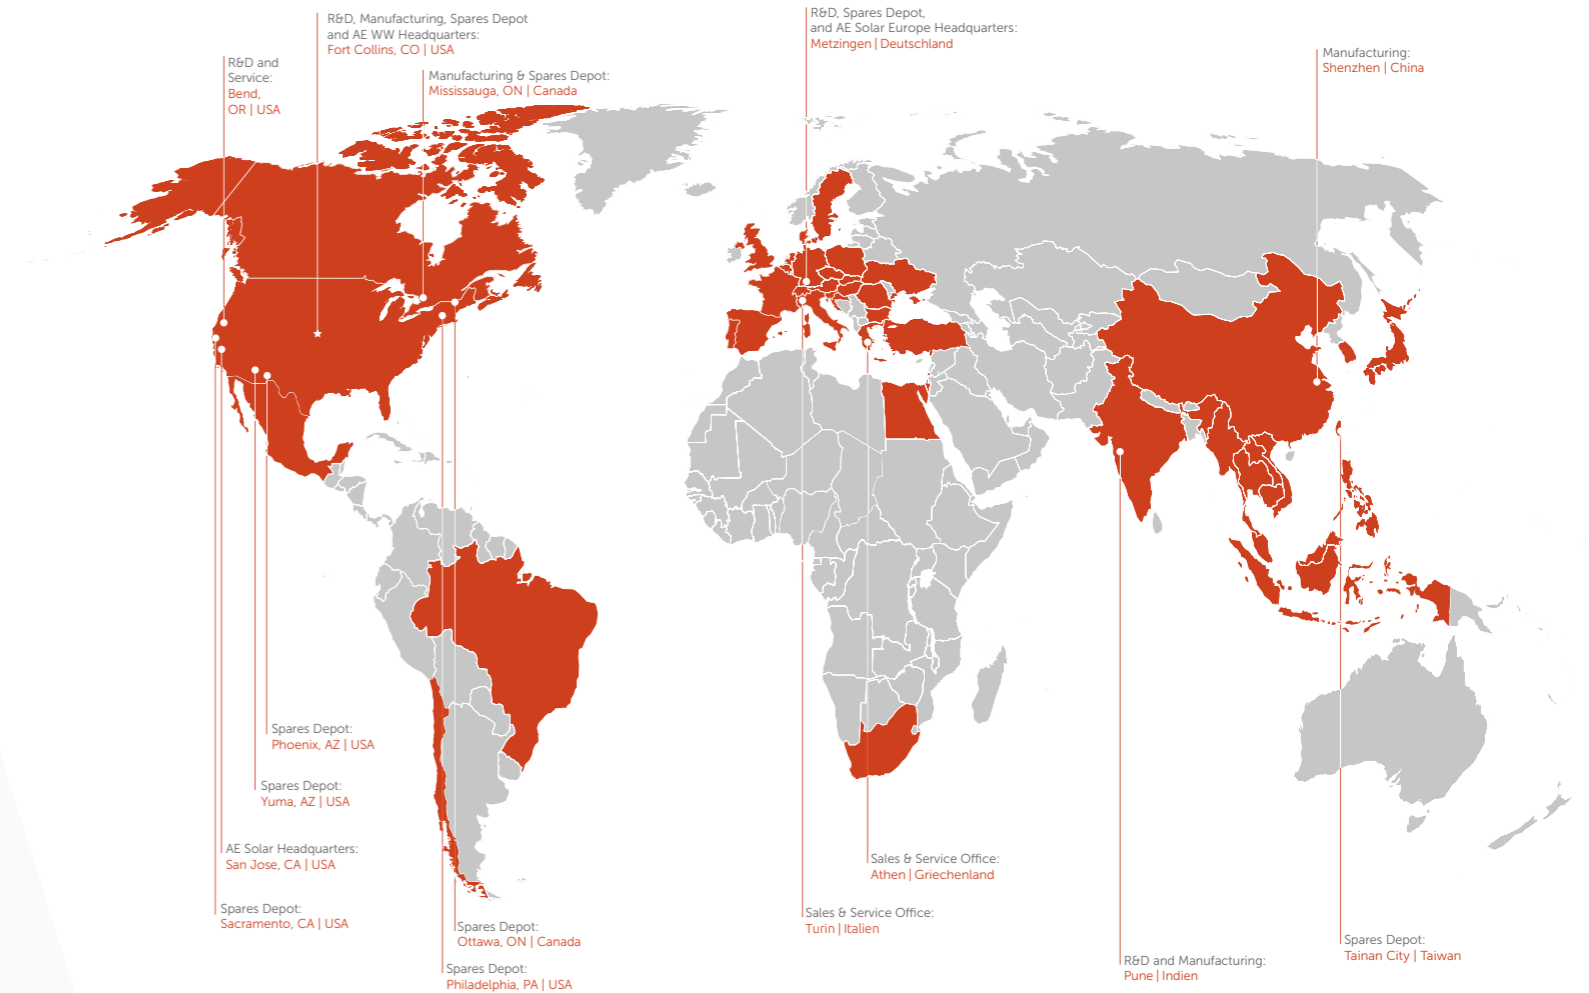 R&D, Manufacturing, Spares Depot
and AE WW Headquarters:
Fort Collins, CO | USA
R&D and
Service:
Bend,
OR | USA
Manufacturing & Spares Depot:
Mississauga, ON | Canada
R&D, Spares Depot,
and AE Solar Europe Headquarters:
Metzingen | Deutschland
Manufacturing:
Shenzhen | China
Spares Depot:
Phoenix, AZ | USA
Spares Depot:
Yuma, AZ | USA
AE Solar Headquarters:
San Jose, CA | USA
Spares Depot:
Sacramento, CA | USA
Spares Depot:
Ottawa, ON | Canada
Spares Depot:
Philadelphia, PA | USA
Sales & Service Office:
Athen | Griechenland
Sales & Service Office:
Turin | Italien
R&D and Manufacturing:
Pune | Indien
Spares Depot:
Tainan City | Taiwan